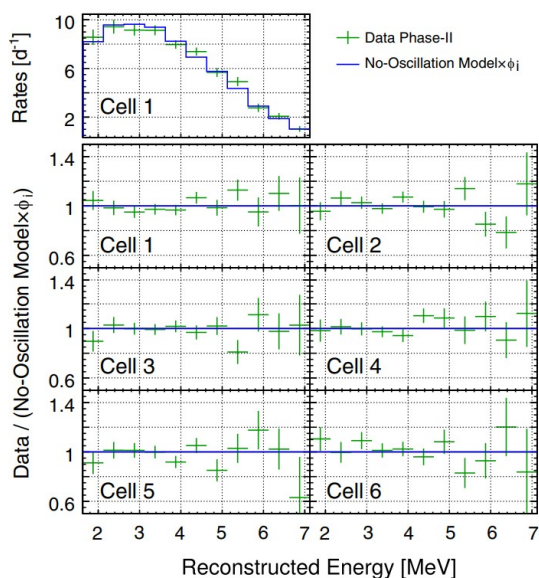 Rates [d⁻¹]
10
6
2
Cell 1
Data Phase-II
No-Oscillation Model×ϕᵢ
Data / (No-Oscillation Model×ϕᵢ)
1.4
1
0.6
Cell 1
Cell 2
1.4
1
0.6
Cell 3
Cell 4
1.4
1
0.6
Cell 5
Cell 6
2 3 4 5 6 7 2 3 4 5 6 7
Reconstructed Energy [MeV]